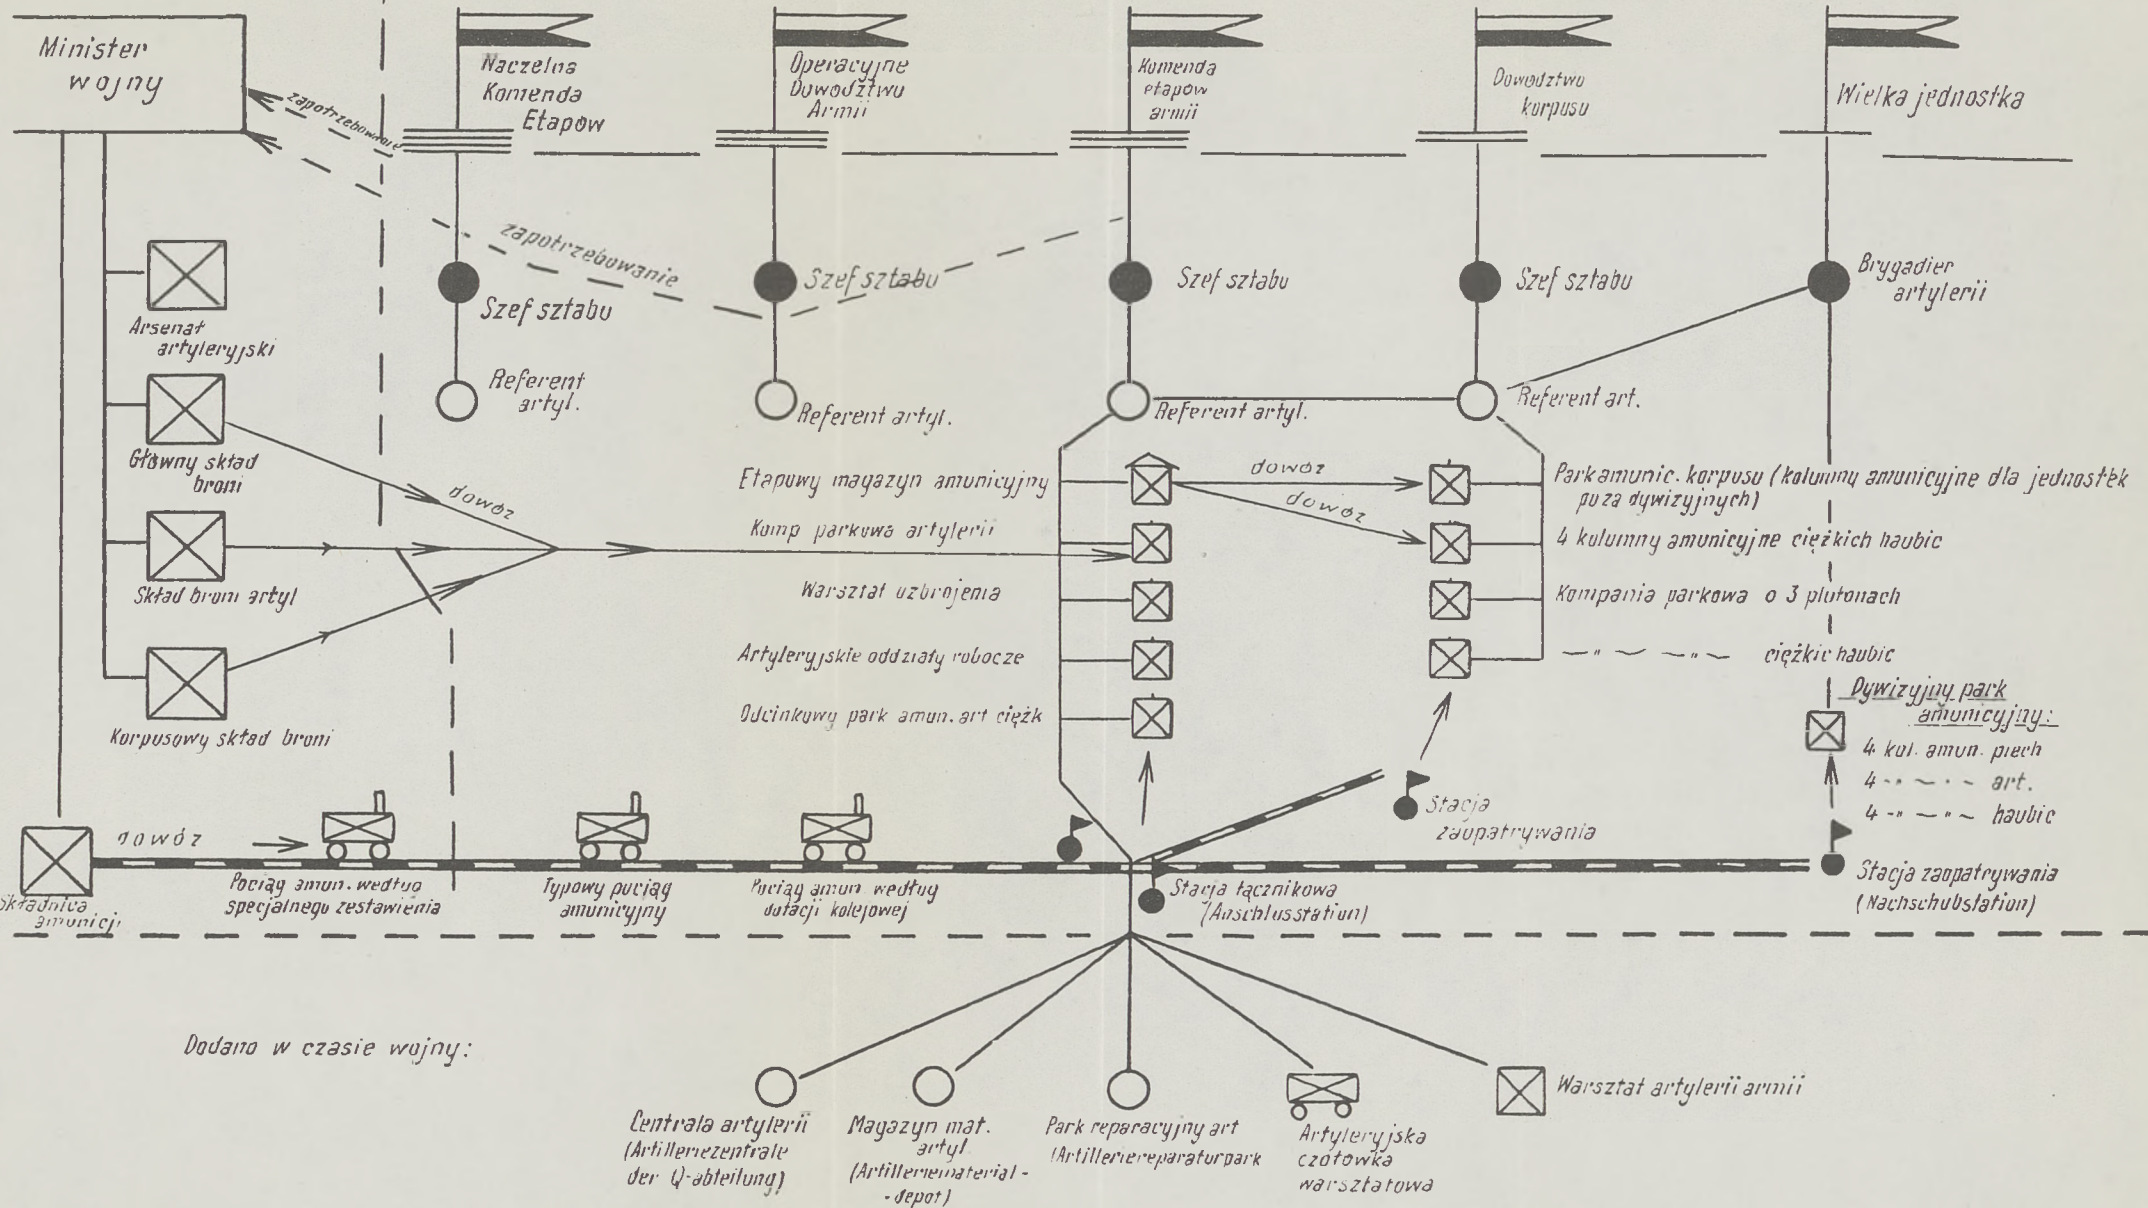 Minister
wojny
zapotrzebowanie
Naczelna
Komenda
Etapów
Operacyjne
Dowództwo
Armii
Komenda
etapów
armii
Dowództwo
korpusu
Wielka jednostka
zapotrzebowanie
Szef sztabu
Szef sztabu
Szef sztabu
Szef sztabu
Brygadier
artylerii
Referent
artyl.
Referent artyl.
Referent artyl.
Referent art.
Arsenał
artyleryjski
Główny skład
broni
Skład broni artyl
Korpusowy skład broni
dowóz
Etapowy magazyn amunicyjny
Komp parkowa artylerii
Warsztat uzbrojenia
Artyleryjskie oddziały robocze
Odcinkowy park amun. art ciężk
dowóz
dowóz
Park amunic. korpusu (kolumny amunicyjne dla jednostek
poza dywizyjnych)
4 kolumny amunicyjne ciężkich haubic
Kompania parkowa o 3 plutonach
— " — — " — ciężkie haubic
Dywizyjny park
amunicyjny:
4 kol. amun. piech
4 -- — · — art.
4 -" — " — haubic
Stacja
zaopatrywania
Stacja zaopatrywania
(Nachschubstation)
Stacja łącznikowa
(Anschlusstation)
dowóz
Składnica
amunicji
Pociąg amun. według
specjalnego zestawienia
Typowy pociąg
amunicyjny
Pociąg amun. według
dotacji kolejowej
Dodano w czasie wojny:
Centrala artylerii
(Artilleriezentrale
der Q-abteilung)
Magazyn mat.
artyl
(Artilleriematerial-
-depot)
Park reparacyjny art
(Artilleriereparaturpark
Artyleryjska
czołówka
warsztatowa
Warsztat artylerii armii